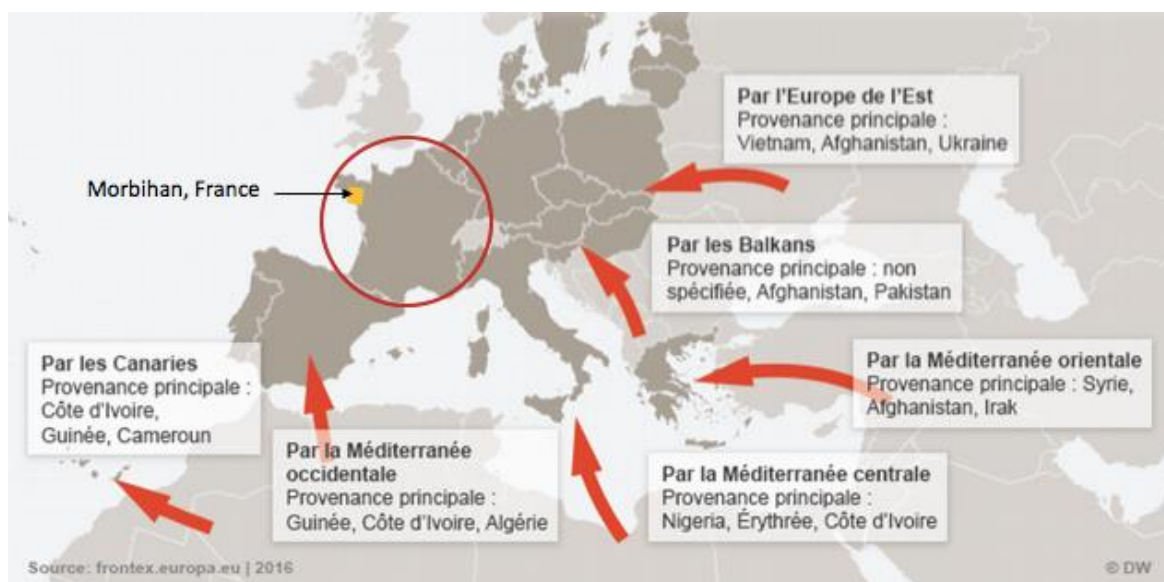 Par l'Europe de l'Est
Provenance principale :
Vietnam, Afghanistan, Ukraine
Morbihan, France
Par les Balkans
Provenance principale : non
spécifiée, Afghanistan, Pakistan
Par les Canaries
Provenance principale :
Côte d'Ivoire,
Guinée, Cameroun
Par la Méditerranée orientale
Provenance principale : Syrie,
Afghanistan, Irak
Par la Méditerranée
occidentale
Provenance principale :
Guinée, Côte d'Ivoire, Algérie
Par la Méditerranée centrale
Provenance principale :
Nigeria, Érythrée, Côte d'Ivoire
Source: frontex.europa.eu | 2016
© DW